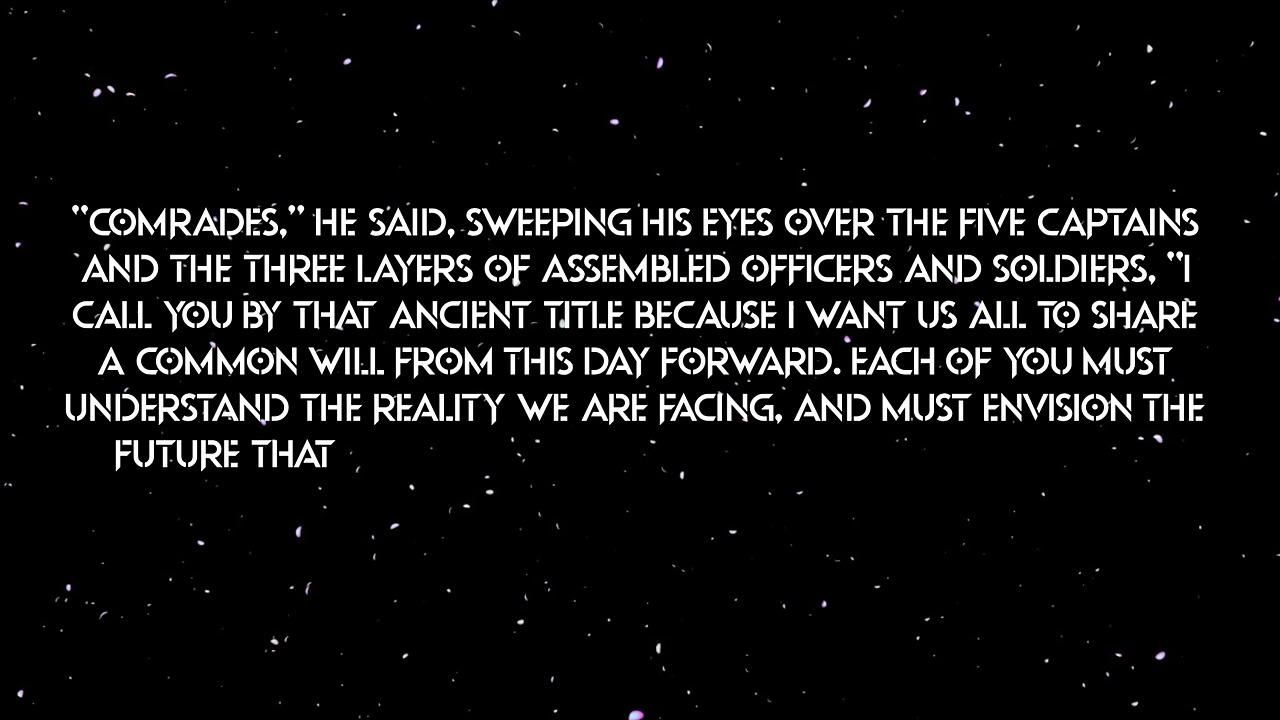 “COMRADES,” HE SAID, SWEEPING HIS EYES OVER THE FIVE CAPTAINS
AND THE THREE LAYERS OF ASSEMBLED OFFICERS AND SOLDIERS, “I
CALL YOU BY THAT ANCIENT TITLE BECAUSE I WANT US ALL TO SHARE
A COMMON WILL FROM THIS DAY FORWARD. EACH OF YOU MUST
UNDERSTAND THE REALITY WE ARE FACING, AND MUST ENVISION THE
FUTURE THAT